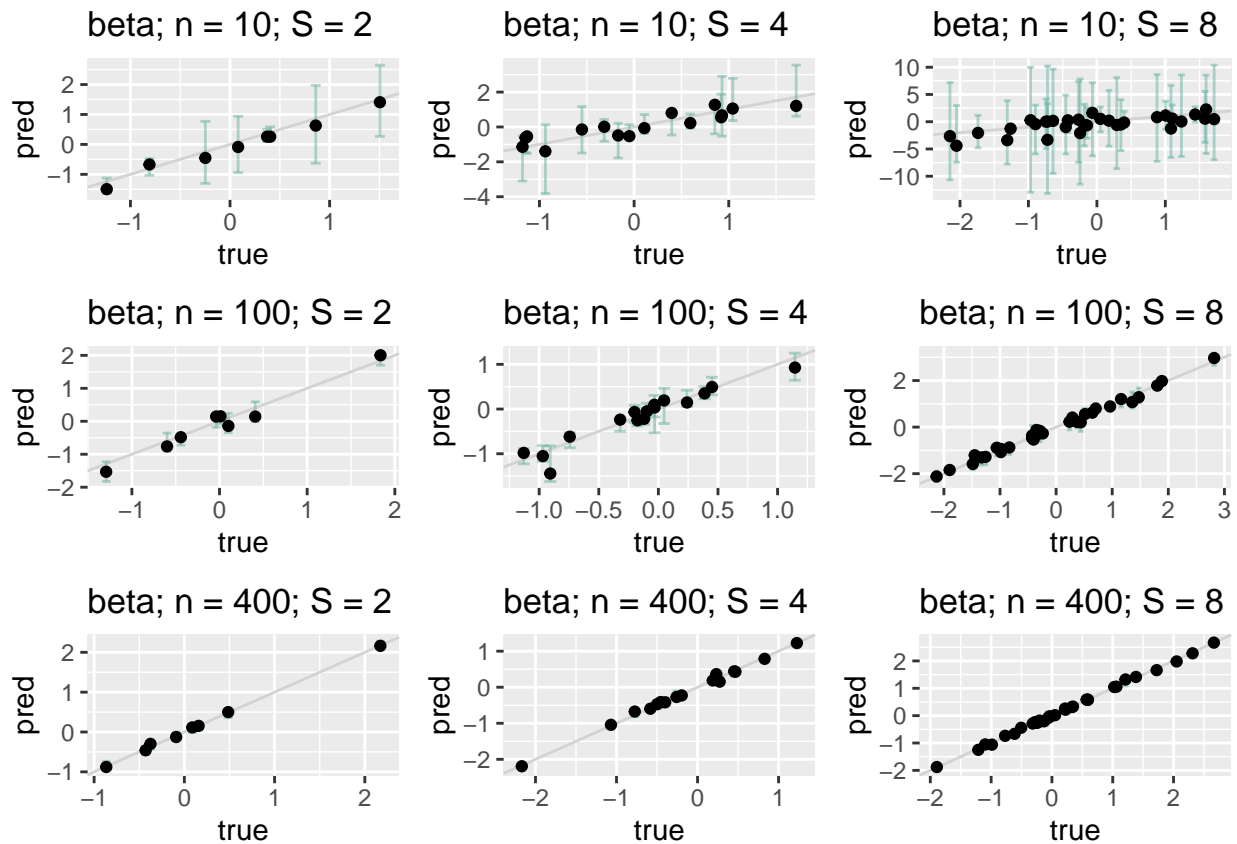 beta; n = 10; S = 2
beta; n = 10; S = 4
beta; n = 10; S = 8
2
1
0
−1
pred
−1
0
1
true
2
0
−2
−4
pred
−1
0
1
true
10
5
0
−5
−10
pred
−2
−1
0
1
true
beta; n = 100; S = 2
beta; n = 100; S = 4
beta; n = 100; S = 8
2
1
0
−1
−2
pred
−1
0
1
2
true
1
0
−1
pred
−1.0
−0.5
0.0
0.5
1.0
true
2
0
−2
pred
−2
−1
0
1
2
3
true
beta; n = 400; S = 2
beta; n = 400; S = 4
beta; n = 400; S = 8
2
1
0
−1
pred
−1
0
1
2
true
1
0
−1
−2
pred
−2
−1
0
1
true
2
1
0
−1
−2
pred
−2
−1
0
1
2
true